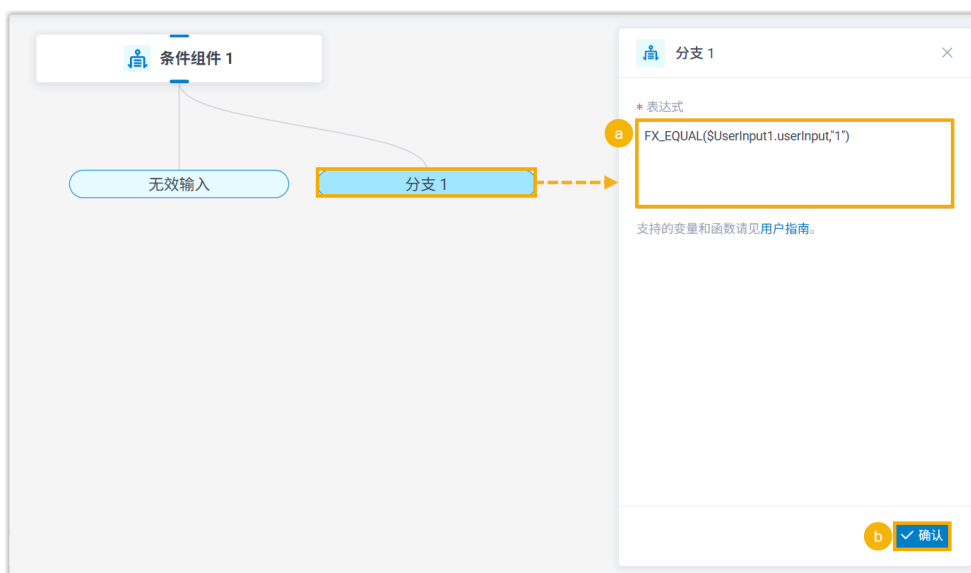 条件组件 1
无效输入
分支 1
分支 1
* 表达式
a
FX_EQUAL($UserInput1.userInput,"1")
支持的变量和函数请见用户指南。
b
确认